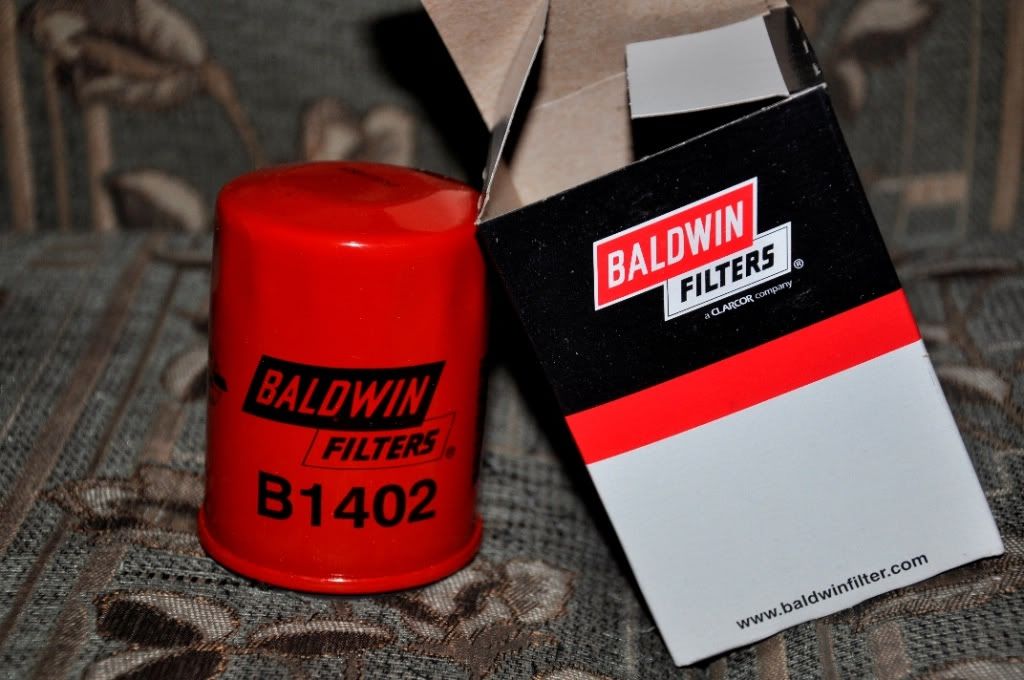 BALDWIN
FILTERS®
B1402
BALDWIN
FILTERS®
a CLARCOR company
www.baldwinfilter.com